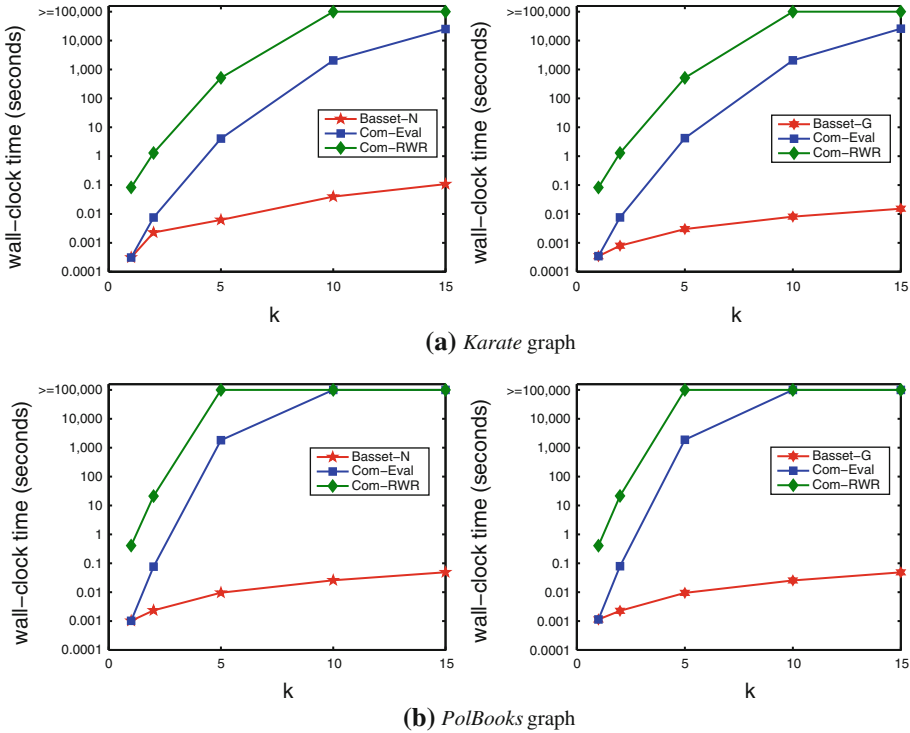 >=100,000
10,000
1,000
100
10
1
0.1
0.01
0.001
0.0001
wall−clock time (seconds)
Basset−N
Com−Eval
Com−RWR
0
5
10
15
k
>=100,000
10,000
1,000
100
10
1
0.1
0.01
0.001
0.0001
wall−clock time (seconds)
Basset−G
Com−Eval
Com−RWR
0
5
10
15
k
(a) Karate graph
>=100,000
10,000
1,000
100
10
1
0.1
0.01
0.001
0.0001
wall−clock time (seconds)
Basset−N
Com−Eval
Com−RWR
0
5
10
15
k
>=100,000
10,000
1,000
100
10
1
0.1
0.01
0.001
0.0001
wall−clock time (seconds)
Basset−G
Com−Eval
Com−RWR
0
5
10
15
k
(b) PolBooks graph